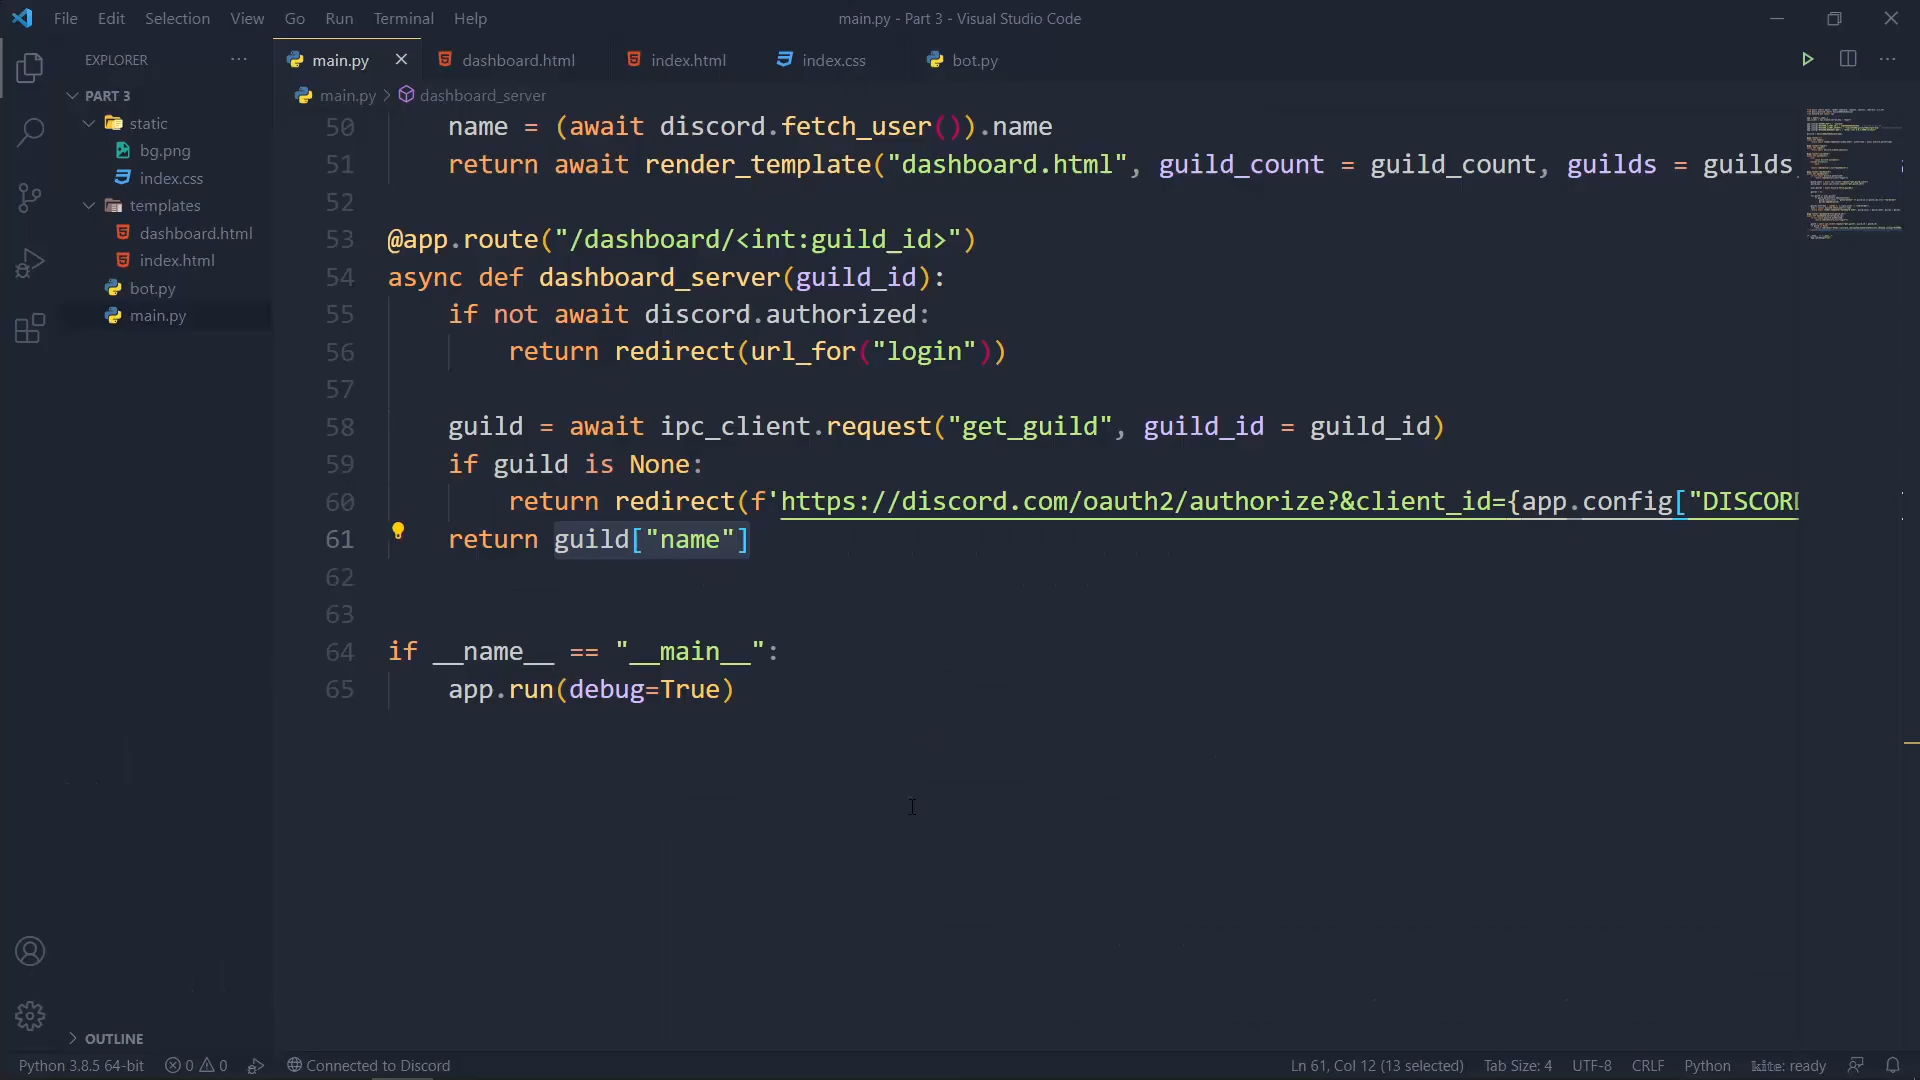 File Edit Selection View Go Run Terminal Help
main.py - Part 3 - Visual Studio Code
EXPLORER ···
PART 3
static
bg.png
index.css
templates
dashboard.html
index.html
bot.py
main.py
OUTLINE
main.py dashboard.html index.html index.css bot.py
main.py > dashboard_server
50 name = (await discord.fetch_user()).name
51 return await render_template("dashboard.html", guild_count = guild_count, guilds = guilds,
52
53 @app.route("/dashboard/<int:guild_id>")
54 async def dashboard_server(guild_id):
55 if not await discord.authorized:
56 return redirect(url_for("login"))
57
58 guild = await ipc_client.request("get_guild", guild_id = guild_id)
59 if guild is None:
60 return redirect(f'https://discord.com/oauth2/authorize?&client_id={app.config["DISCORD
61 return guild["name"]
62
63
64 if __name__ == "__main__":
65 app.run(debug=True)
Python 3.8.5 64-bit 0 0 Connected to Discord Ln 61, Col 12 (13 selected) Tab Size: 4 UTF-8 CRLF Python kite: ready